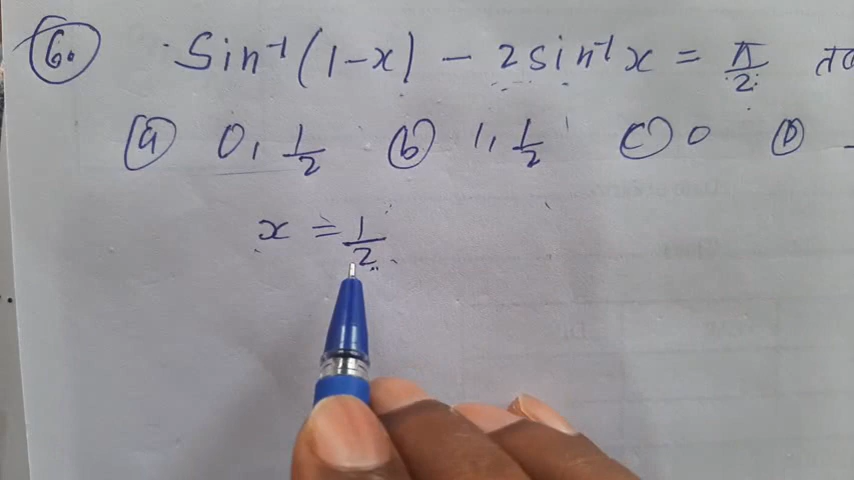 6. Sin⁻¹(1-x) - 2sin⁻¹x = π/2
(a) 0, 1/2 (b) 1, 1/2 (c) 0 (D)
x = 1/2